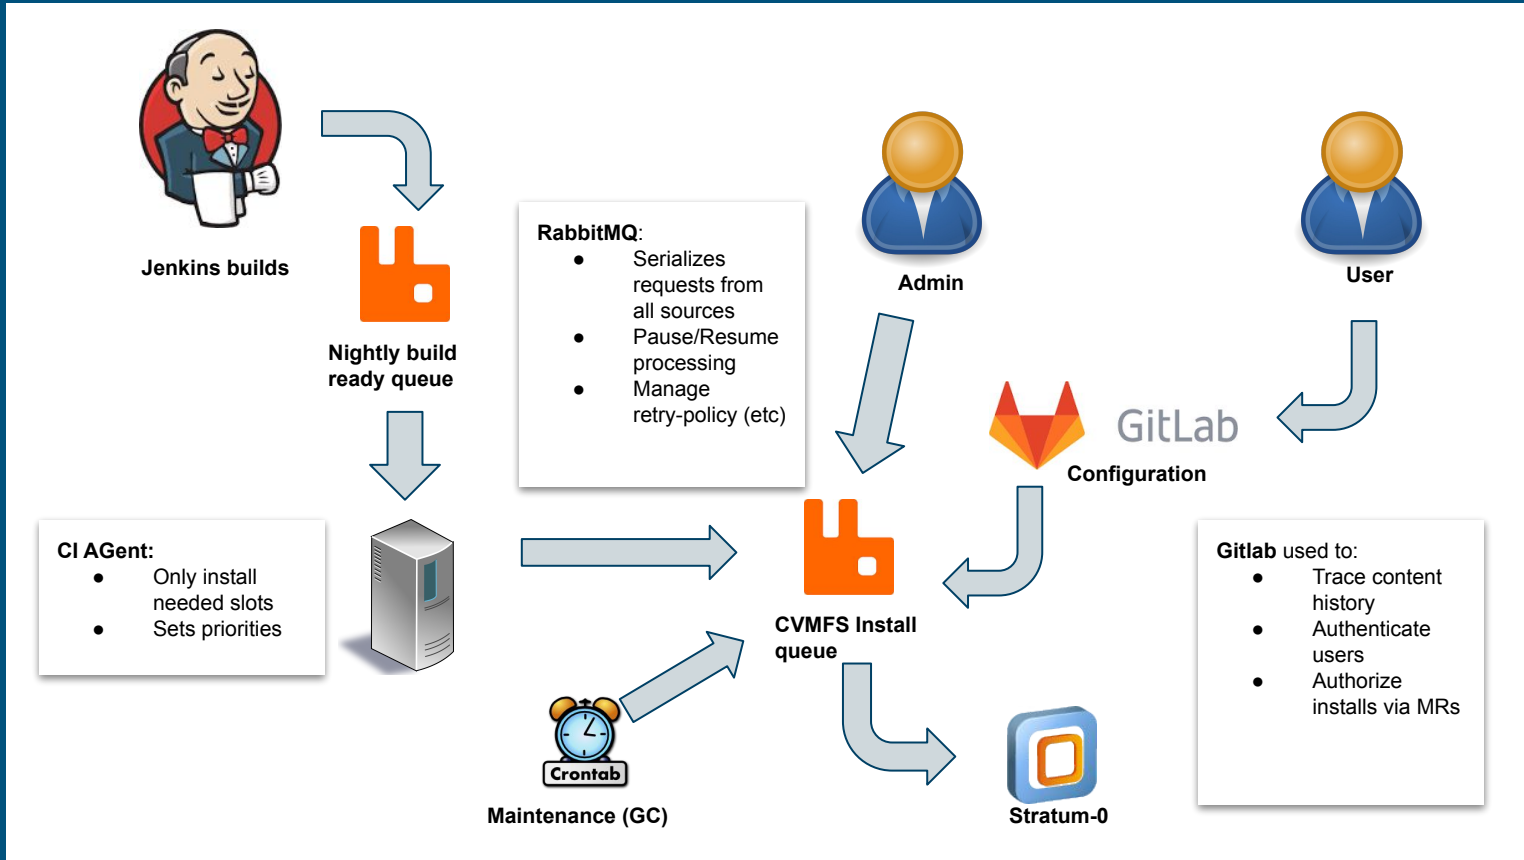 Jenkins builds
Nightly build
ready queue
RabbitMQ:
● Serializes
requests from
all sources
● Pause/Resume
processing
● Manage
retry-policy (etc)
Admin
User
GitLab
Configuration
CI AGent:
● Only install
needed slots
● Sets priorities
CVMFS Install
queue
Gitlab used to:
● Trace content
history
● Authenticate
users
● Authorize
installs via MRs
Crontab
Maintenance (GC)
Stratum-0